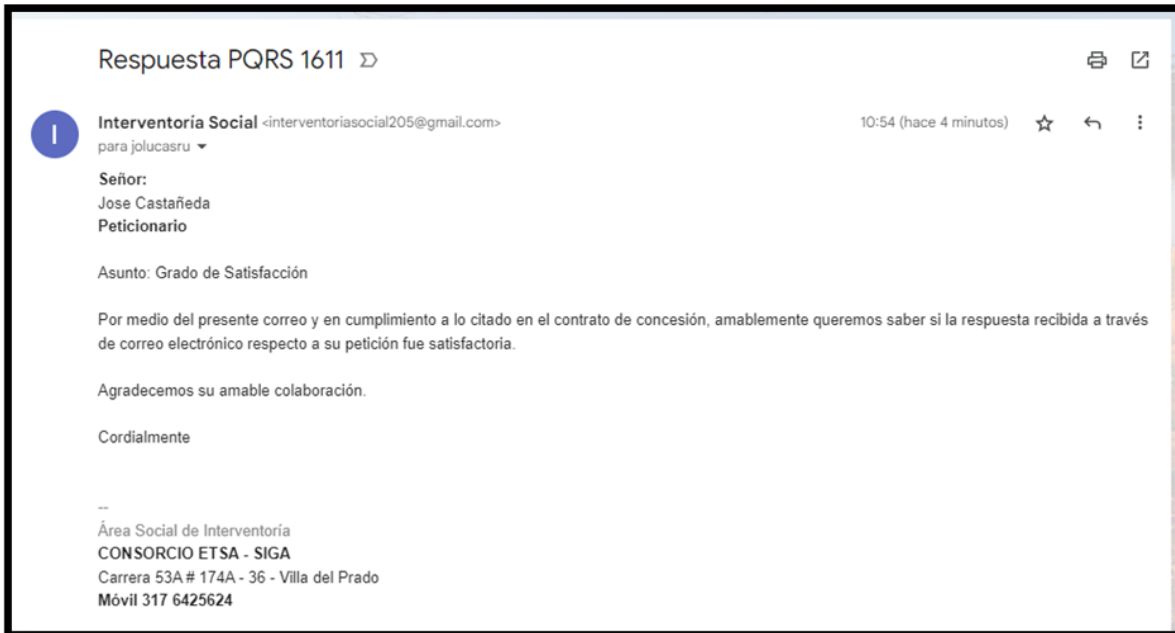 Respuesta PQRS 1611
I
Interventoría Social <interventoriasocial205@gmail.com>
10:54 (hace 4 minutos)
para jolucasru
Señor:
Jose Castañeda
Peticionario
Asunto: Grado de Satisfacción
Por medio del presente correo y en cumplimiento a lo citado en el contrato de concesión, amablemente queremos saber si la respuesta recibida a través
de correo electrónico respecto a su petición fue satisfactoria.
Agradecemos su amable colaboración.
Cordialmente
--
Área Social de Interventoría
CONSORCIO ETSA - SIGA
Carrera 53A # 174A - 36 - Villa del Prado
Móvil 317 6425624